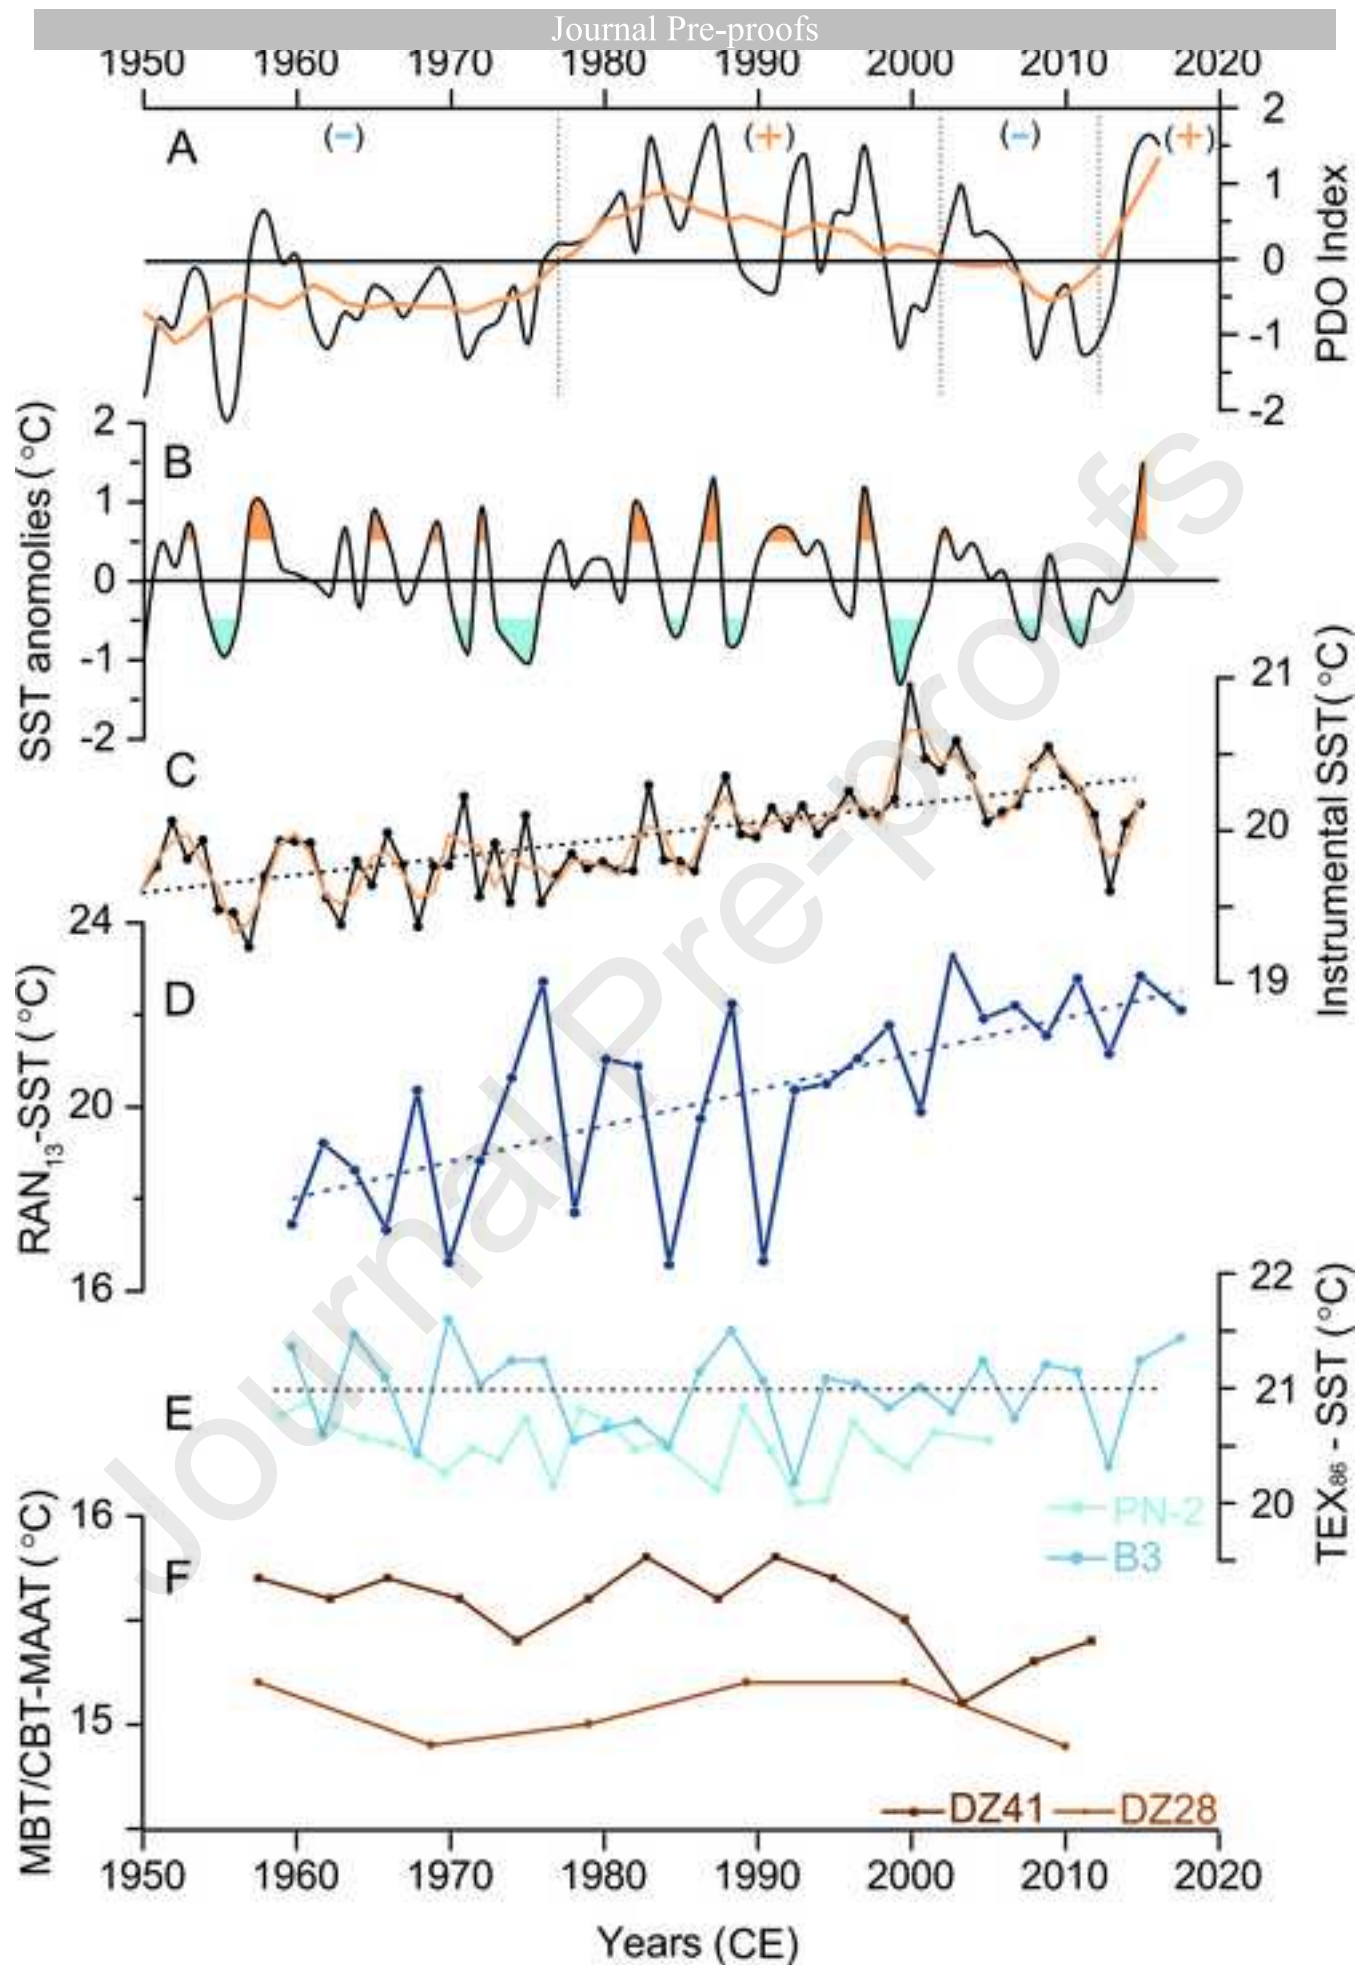 Journal Pre-proofs
1950 1960 1970 1980 1990 2000 2010 2020
A (-) (+) (-) (+)
2
1
0
-1
-2
PDO Index
SST anomolies (°C)
2
1
0
-1
-2
B
C
21
20
19
Instrumental SST(°C)
RAN13-SST (°C)
24
20
16
D
E
22
21
20
TEX86 - SST (°C)
PN-2
B3
MBT/CBT-MAAT (°C)
16
15
F
DZ41 DZ28
1950 1960 1970 1980 1990 2000 2010 2020
Years (CE)
Journal Pre-proofs